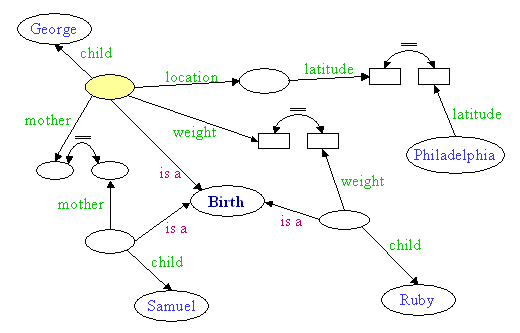 George
child
location
latitude
=
mother
weight
=
latitude
Philadelphia
=
is a
weight
mother
Birth
is a
is a
child
child
Samuel
Ruby